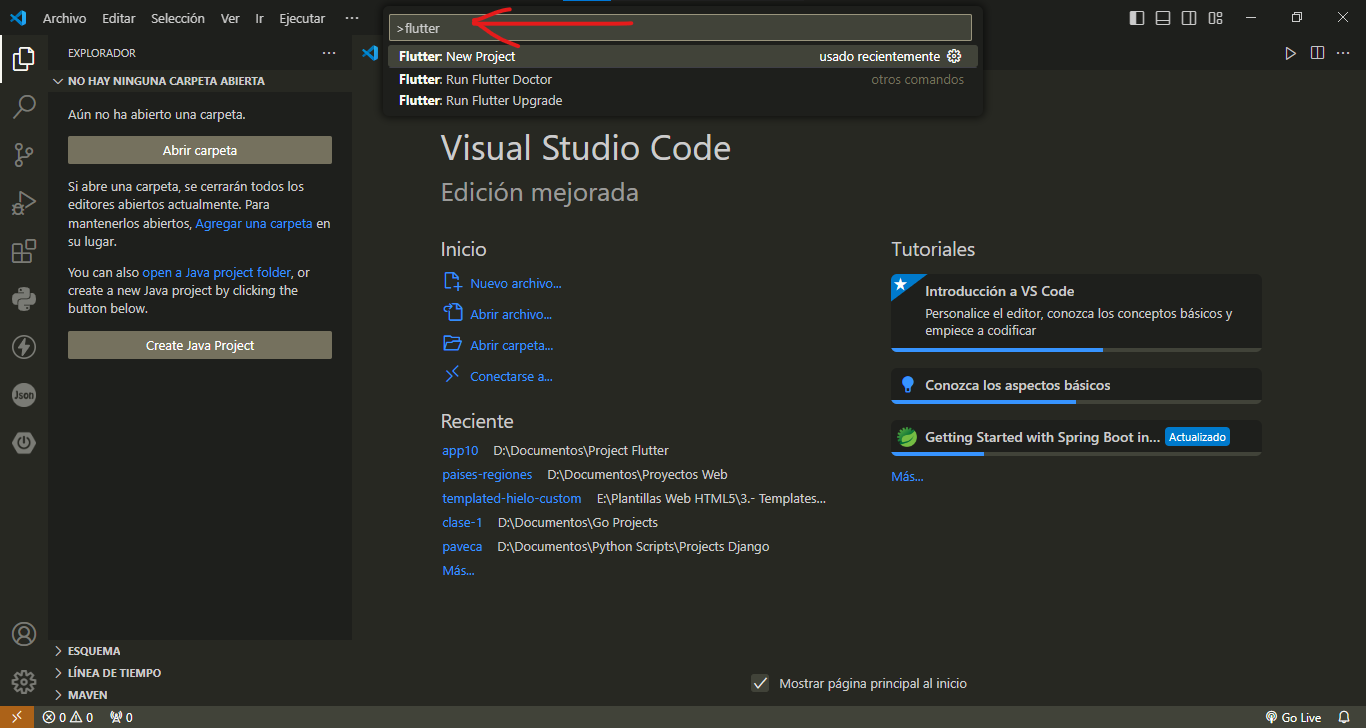 Archivo Editar Selección Ver Ir Ejecutar ···
>flutter
Flutter: New Project usado recientemente
Flutter: Run Flutter Doctor otros comandos
Flutter: Run Flutter Upgrade
EXPLORADOR ···
NO HAY NINGUNA CARPETA ABIERTA
Aún no ha abierto una carpeta.
Abrir carpeta
Si abre una carpeta, se cerrarán todos los
editores abiertos actualmente. Para
mantenerlos abiertos, Agregar una carpeta en
su lugar.
You can also open a Java project folder, or
create a new Java project by clicking the
button below.
Create Java Project
Json
ESQUEMA
LÍNEA DE TIEMPO
MAVEN
Visual Studio Code
Edición mejorada
Inicio
Nuevo archivo...
Abrir archivo...
Abrir carpeta...
Conectarse a...
Reciente
app10 D:\Documentos\Project Flutter
paises-regiones D:\Documentos\Proyectos Web
templated-hielo-custom E:\Plantillas Web HTML5\3.- Templates...
clase-1 D:\Documentos\Go Projects
paveca D:\Documentos\Python Scripts\Projects Django
Más...
Tutoriales
Introducción a VS Code
Personalice el editor, conozca los conceptos básicos y
empiece a codificar
Conozca los aspectos básicos
Getting Started with Spring Boot in... Actualizado
Más...
Mostrar página principal al inicio
0 0 0 Go Live